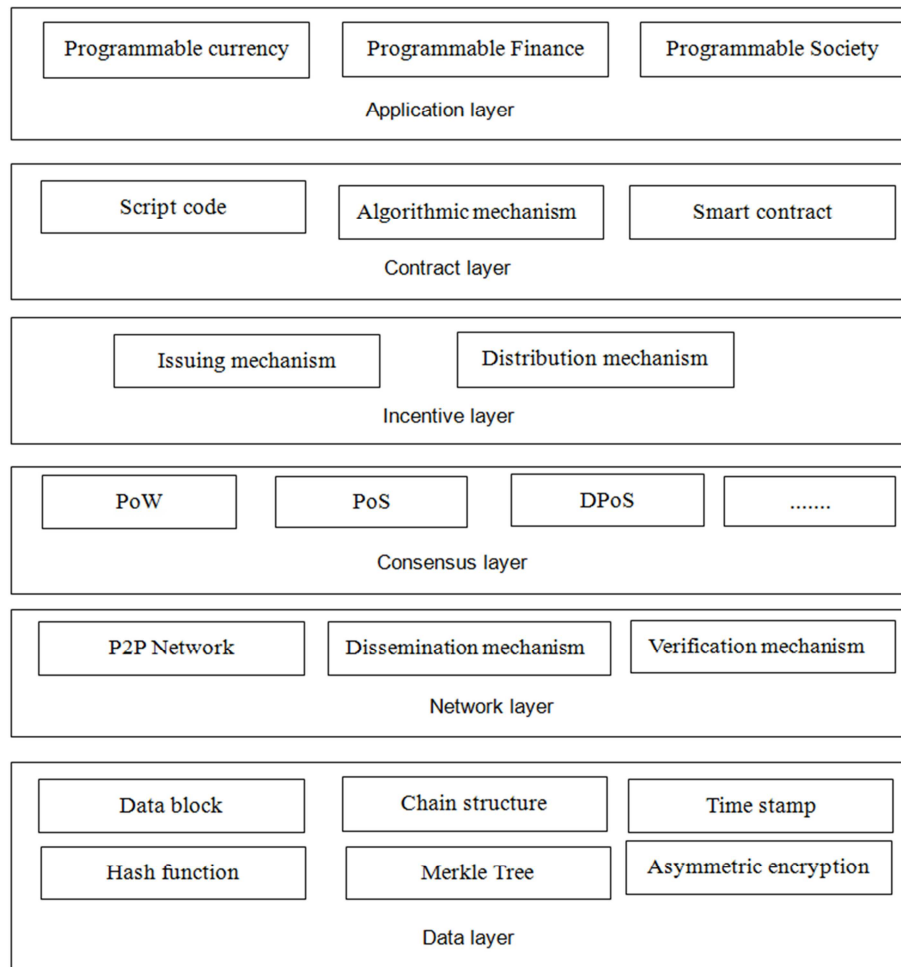 Programmable currency
Programmable Finance
Programmable Society
Application layer
Script code
Algorithmic mechanism
Smart contract
Contract layer
Issuing mechanism
Distribution mechanism
Incentive layer
PoW
PoS
DPoS
.......
Consensus layer
P2P Network
Dissemination mechanism
Verification mechanism
Network layer
Data block
Chain structure
Time stamp
Hash function
Merkle Tree
Asymmetric encryption
Data layer